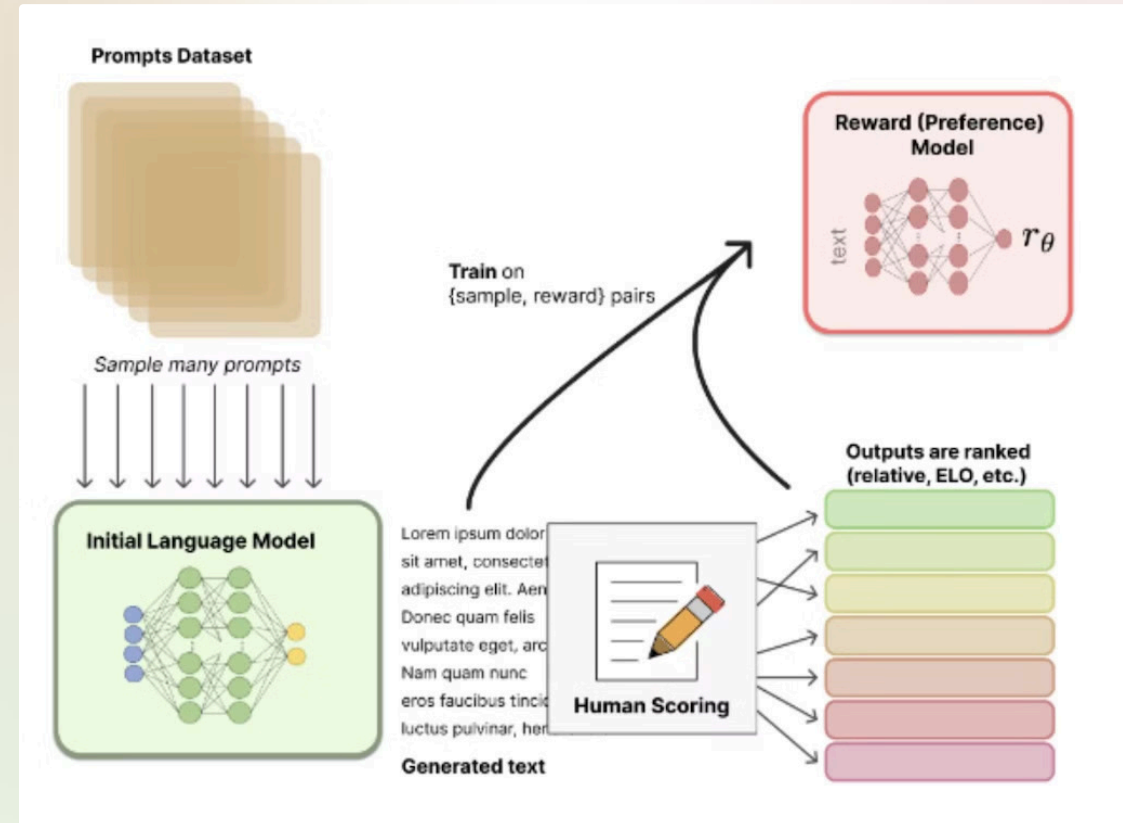 Prompts Dataset
Sample many prompts
Initial Language Model
Train on
{sample, reward} pairs
Lorem ipsum dolor
sit amet, consectet
adipiscing elit. Aen
Donec quam felis
vulputate eget, arc
Nam quam nunc
eros faucibus tincid
luctus pulvinar, her
Generated text
Human Scoring
Reward (Preference)
Model
text
rθ
Outputs are ranked
(relative, ELO, etc.)